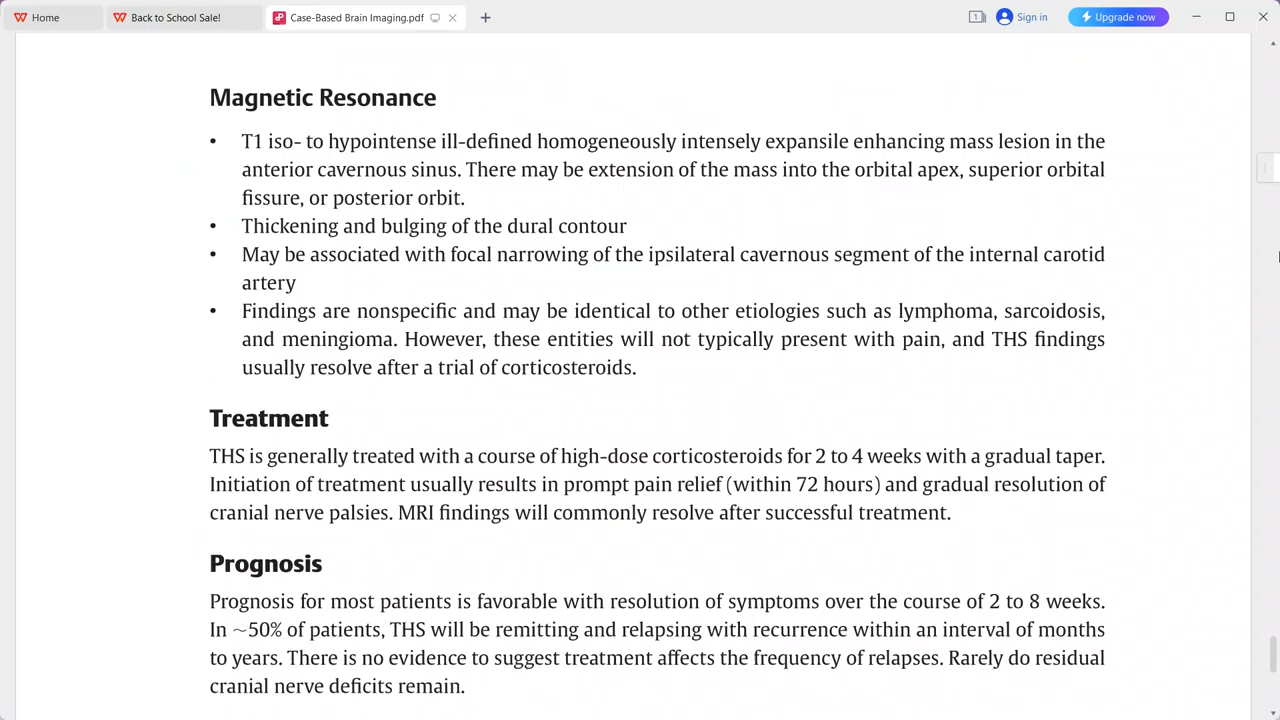 Home
Back to School Sale!
Case-Based Brain Imaging.pdf
1
Sign in
Upgrade now
Magnetic Resonance
• T1 iso- to hypointense ill-defined homogeneously intensely expansile enhancing mass lesion in the
anterior cavernous sinus. There may be extension of the mass into the orbital apex, superior orbital
fissure, or posterior orbit.
• Thickening and bulging of the dural contour
• May be associated with focal narrowing of the ipsilateral cavernous segment of the internal carotid
artery
• Findings are nonspecific and may be identical to other etiologies such as lymphoma, sarcoidosis,
and meningioma. However, these entities will not typically present with pain, and THS findings
usually resolve after a trial of corticosteroids.
Treatment
THS is generally treated with a course of high-dose corticosteroids for 2 to 4 weeks with a gradual taper.
Initiation of treatment usually results in prompt pain relief (within 72 hours) and gradual resolution of
cranial nerve palsies. MRI findings will commonly resolve after successful treatment.
Prognosis
Prognosis for most patients is favorable with resolution of symptoms over the course of 2 to 8 weeks.
In ~50% of patients, THS will be remitting and relapsing with recurrence within an interval of months
to years. There is no evidence to suggest treatment affects the frequency of relapses. Rarely do residual
cranial nerve deficits remain.